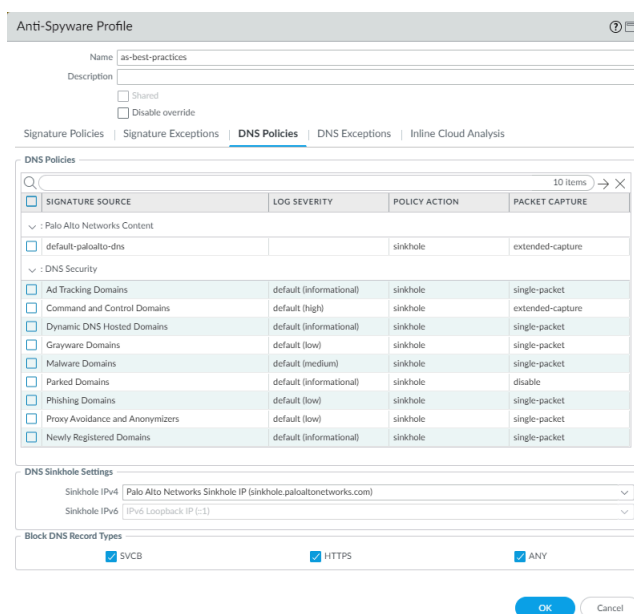 Anti-Spyware Profile
Name as-best-practices
Description
Shared
Disable override
Signature Policies | Signature Exceptions | DNS Policies | DNS Exceptions | Inline Cloud Analysis
DNS Policies
10 items
SIGNATURE SOURCE LOG SEVERITY POLICY ACTION PACKET CAPTURE
: Palo Alto Networks Content
default-paloalto-dns sinkhole extended-capture
: DNS Security
Ad Tracking Domains default (informational) sinkhole single-packet
Command and Control Domains default (high) sinkhole extended-capture
Dynamic DNS Hosted Domains default (informational) sinkhole single-packet
Grayware Domains default (low) sinkhole single-packet
Malware Domains default (medium) sinkhole single-packet
Parked Domains default (informational) sinkhole disable
Phishing Domains default (low) sinkhole single-packet
Proxy Avoidance and Anonymizers default (low) sinkhole single-packet
Newly Registered Domains default (informational) sinkhole single-packet
DNS Sinkhole Settings
Sinkhole IPv4 Palo Alto Networks Sinkhole IP (sinkhole.paloaltonetworks.com)
Sinkhole IPv6 IPv6 Loopback IP (::1)
Block DNS Record Types
SVCB HTTPS ANY
OK Cancel